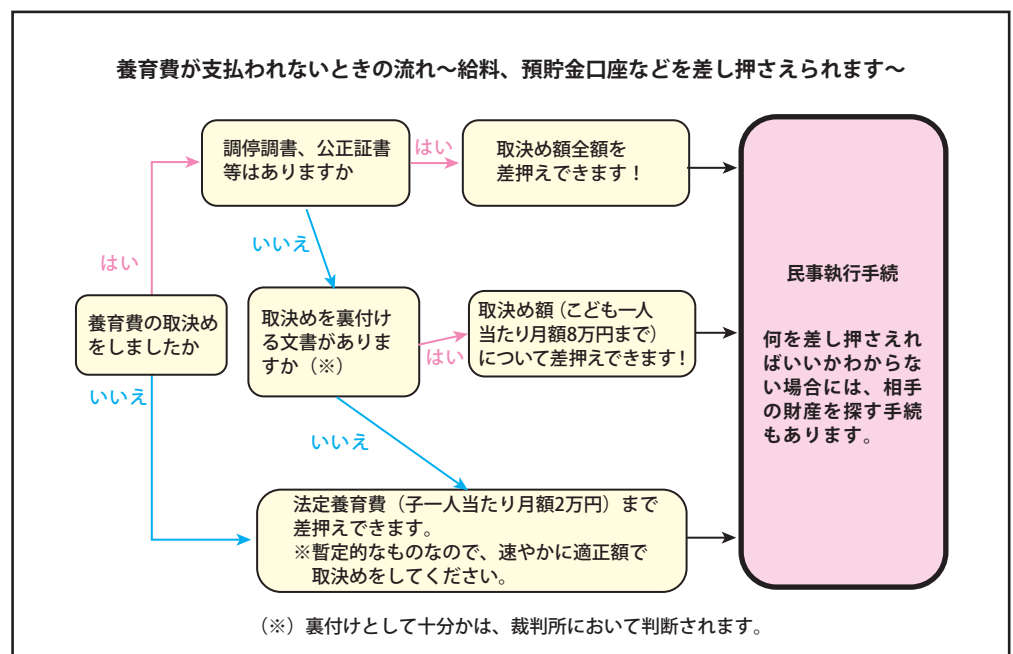 養育費が支払われないときの流れ～給料、預貯金口座などを差し押さえられます～
調停調書、公正証書
等はありますか
はい
取決め額全額を
差押えできます！
いいえ
はい
養育費の取決め
をしましたか
いいえ
取決めを裏付け
る文書がありま
すか（※）
はい
取決め額（こども一人
当たり月額8万円まで）
について差押えできます！
いいえ
法定養育費（子一人当たり月額2万円）まで
差押えできます。
※暫定的なものなので、速やかに適正額で
取決めをしてください。
民事執行手続
何を差し押さえれ
ばいいかわからな
い場合には、相手
の財産を探す手続
もあります。
（※）裏付けとして十分かは、裁判所において判断されます。